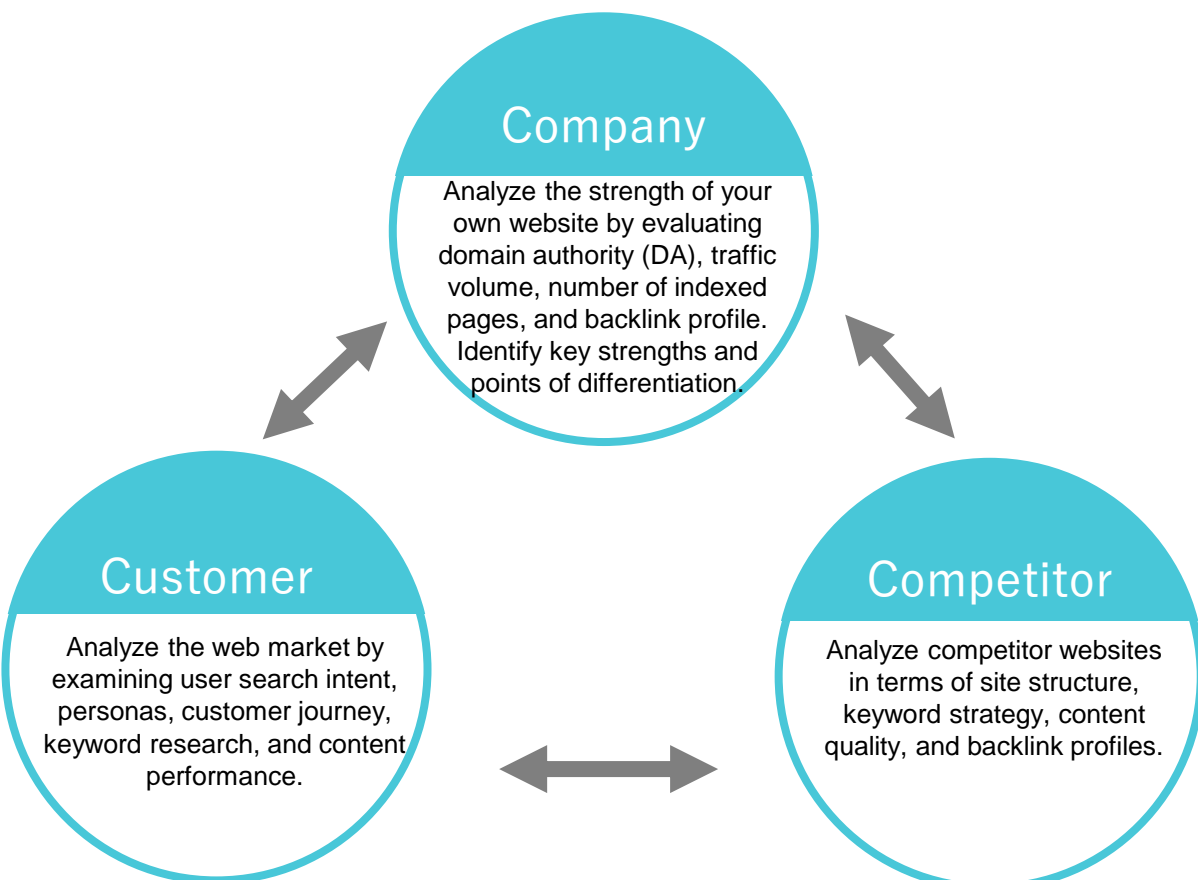 Company
Analyze the strength of your
own website by evaluating
domain authority (DA), traffic
volume, number of indexed
pages, and backlink profile.
Identify key strengths and
points of differentiation.
Customer
Analyze the web market by
examining user search intent,
personas, customer journey,
keyword research, and content
performance.
Competitor
Analyze competitor websites
in terms of site structure,
keyword strategy, content
quality, and backlink profiles.